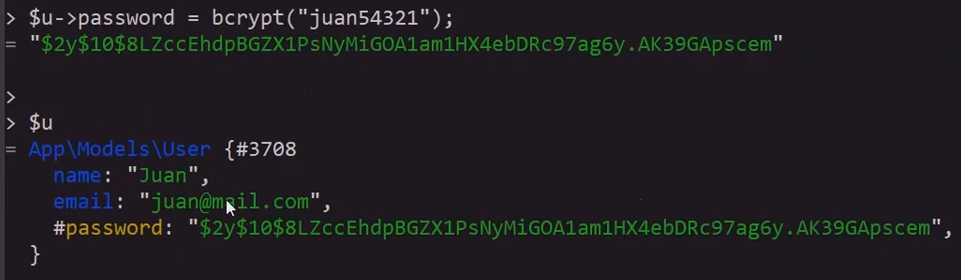 > $u->password = bcrypt("juan54321");
= "$2y$10$8LZccEhdpBGZX1PsNyMiGOA1am1HX4ebDRc97ag6y.AK39GApscem"
>
> $u
= App\Models\User {#3708
name: "Juan",
email: "juan@mail.com",
#password: "$2y$10$8LZccEhdpBGZX1PsNyMiGOA1am1HX4ebDRc97ag6y.AK39GApscem",
}